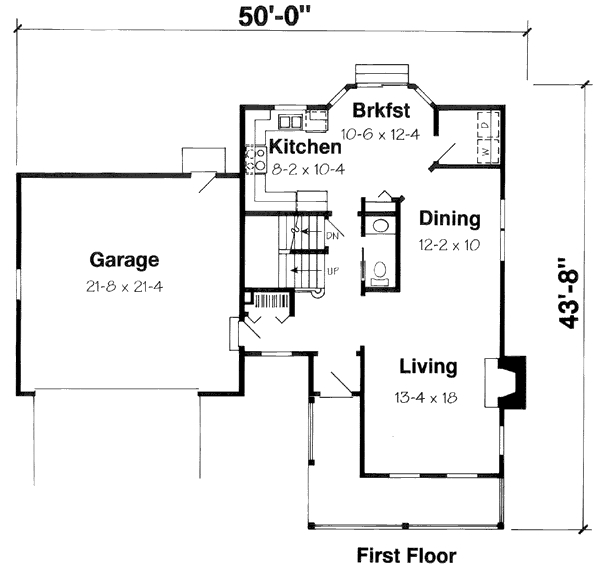 50'-0"
Brkfst
10-6 x 12-4
Kitchen
8-2 x 10-4
D
W
Dining
12-2 x 10
DN
UP
Garage
21-8 x 21-4
43'-8"
Living
13-4 x 18
First Floor